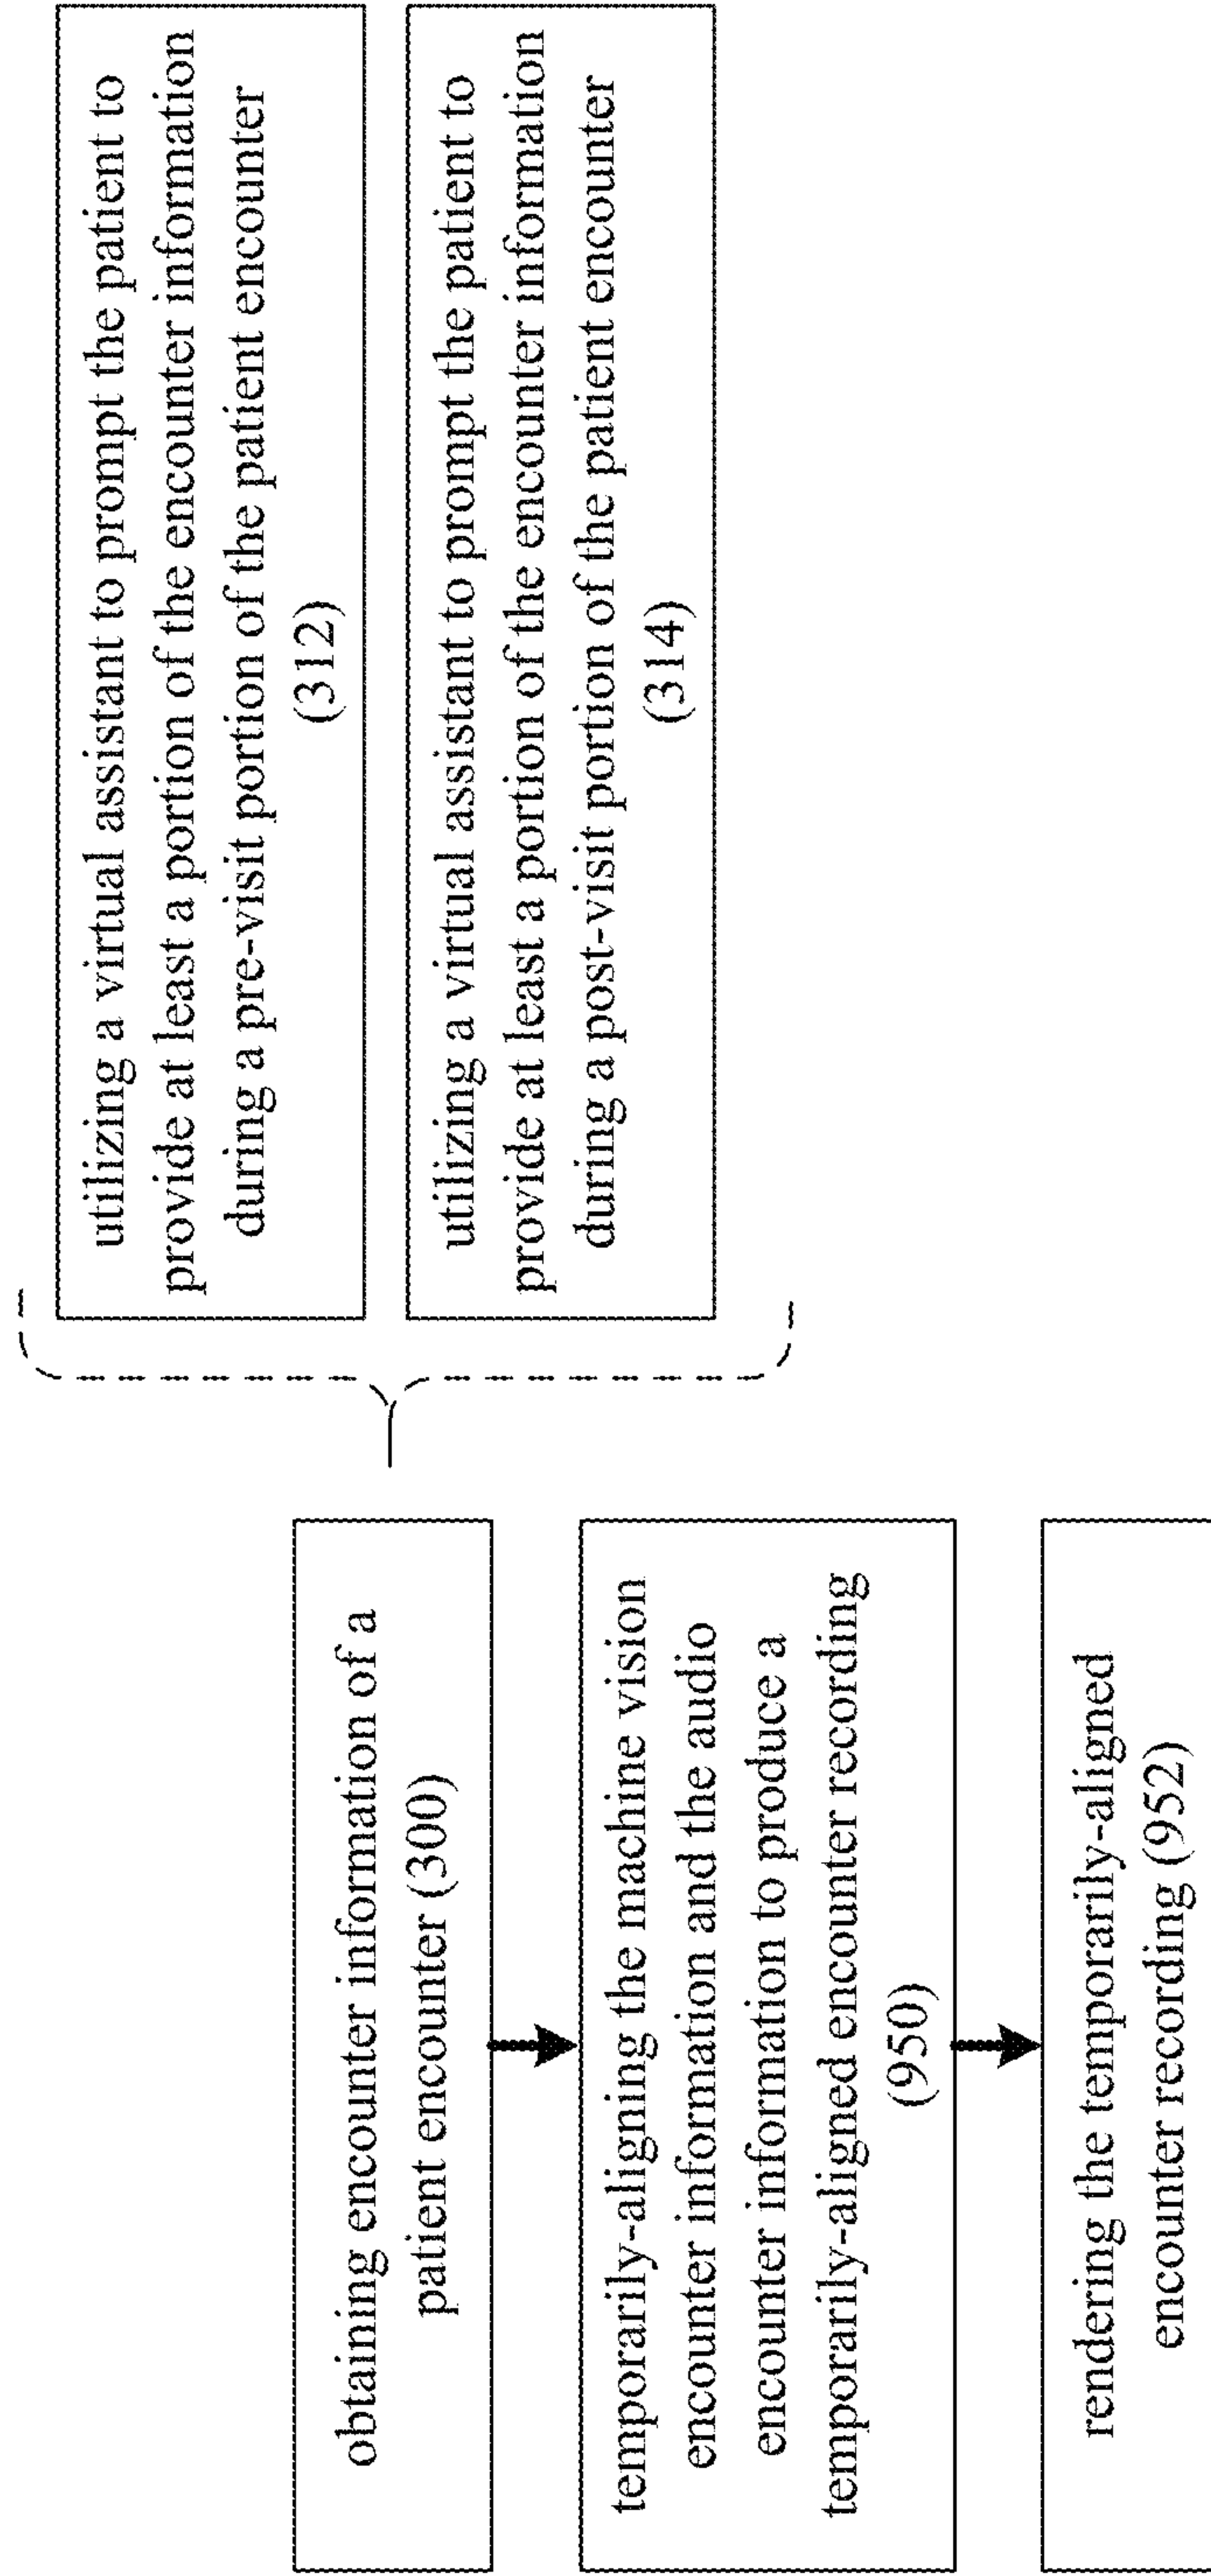 obtaining encounter information of a
patient encounter (300)
temporarily-aligning the machine vision
encounter information and the audio
encounter information to produce a
temporarily-aligned encounter recording
(950)
rendering the temporarily-aligned
encounter recording (952)
utilizing a virtual assistant to prompt the patient to
provide at least a portion of the encounter information
during a pre-visit portion of the patient encounter
(312)
utilizing a virtual assistant to prompt the patient to
provide at least a portion of the encounter information
during a post-visit portion of the patient encounter
(314)